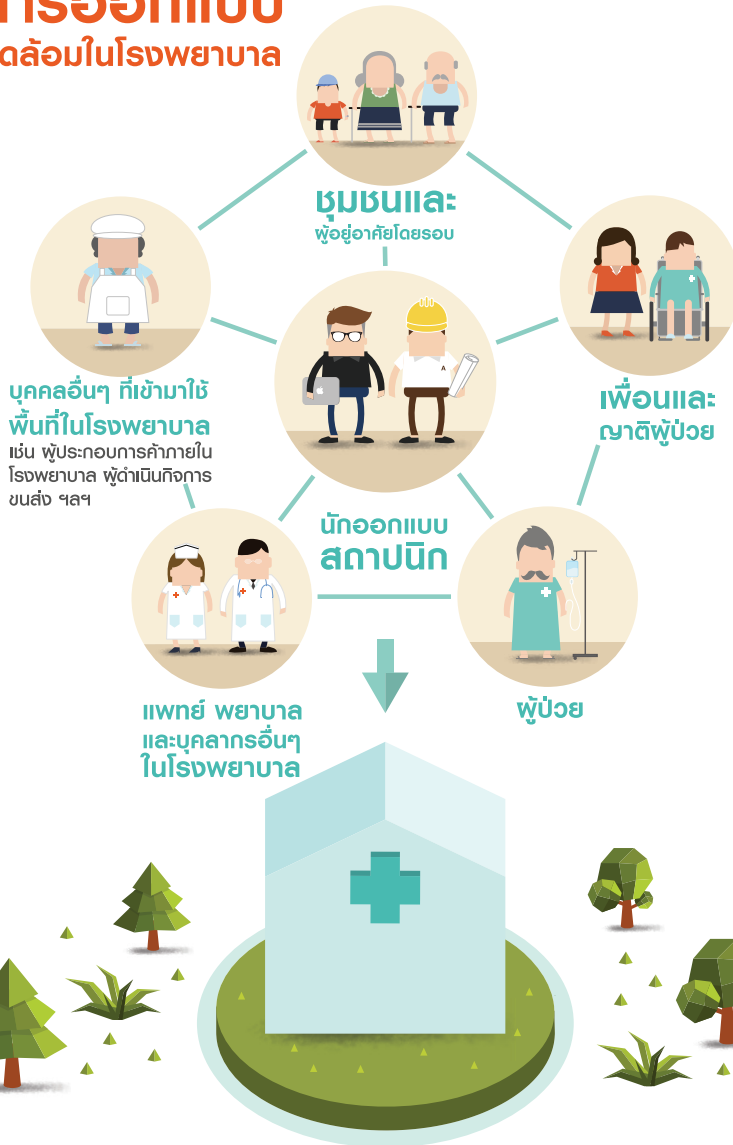 การออกแบบ
ดล้อมในโรงพยาบาล
ชุมชนและ
ผู้อยู่อาศัยโดยรอบ
บุคคลอื่นๆ ที่เข้ามาใช้
พื้นที่ในโรงพยาบาล
เช่น ผู้ประกอบการค้าภายใน
โรงพยาบาล ผู้ดำเนินกิจการ
ขนส่ง ฯลฯ
เพื่อนและ
ญาติผู้ป่วย
A
นักออกแบบ
สถาปนิก
แพทย์ พยาบาล
และบุคลากรอื่นๆ
ในโรงพยาบาล
ผู้ป่วย